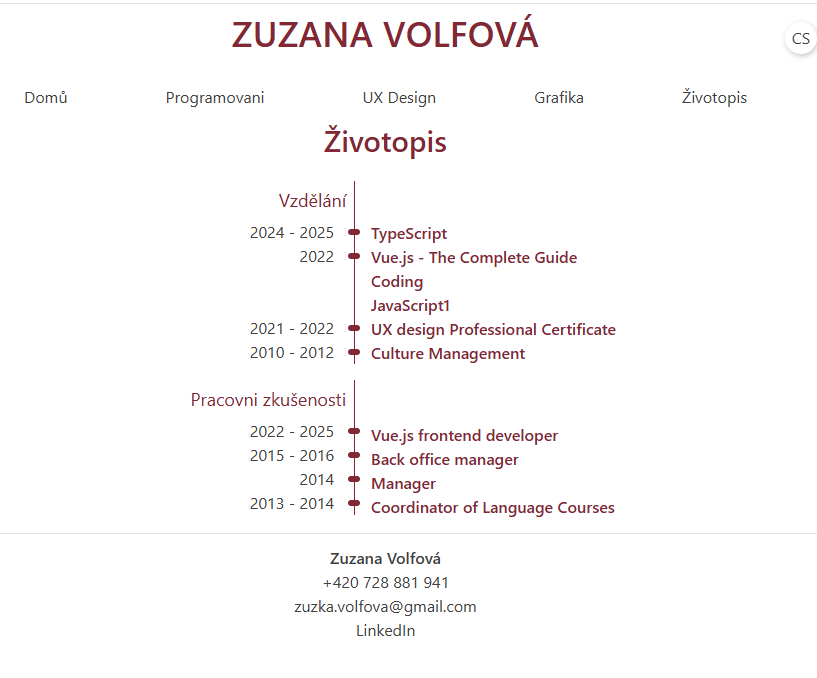 ZUZANA VOLFOVÁ
CS
Domů Programovani UX Design Grafika Životopis
Životopis
Vzdělání
2024 - 2025 TypeScript
2022 Vue.js - The Complete Guide
Coding
JavaScript1
2021 - 2022 UX design Professional Certificate
2010 - 2012 Culture Management
Pracovni zkušenosti
2022 - 2025 Vue.js frontend developer
2015 - 2016 Back office manager
2014 Manager
2013 - 2014 Coordinator of Language Courses
Zuzana Volfová
+420 728 881 941
zuzka.volfova@gmail.com
LinkedIn